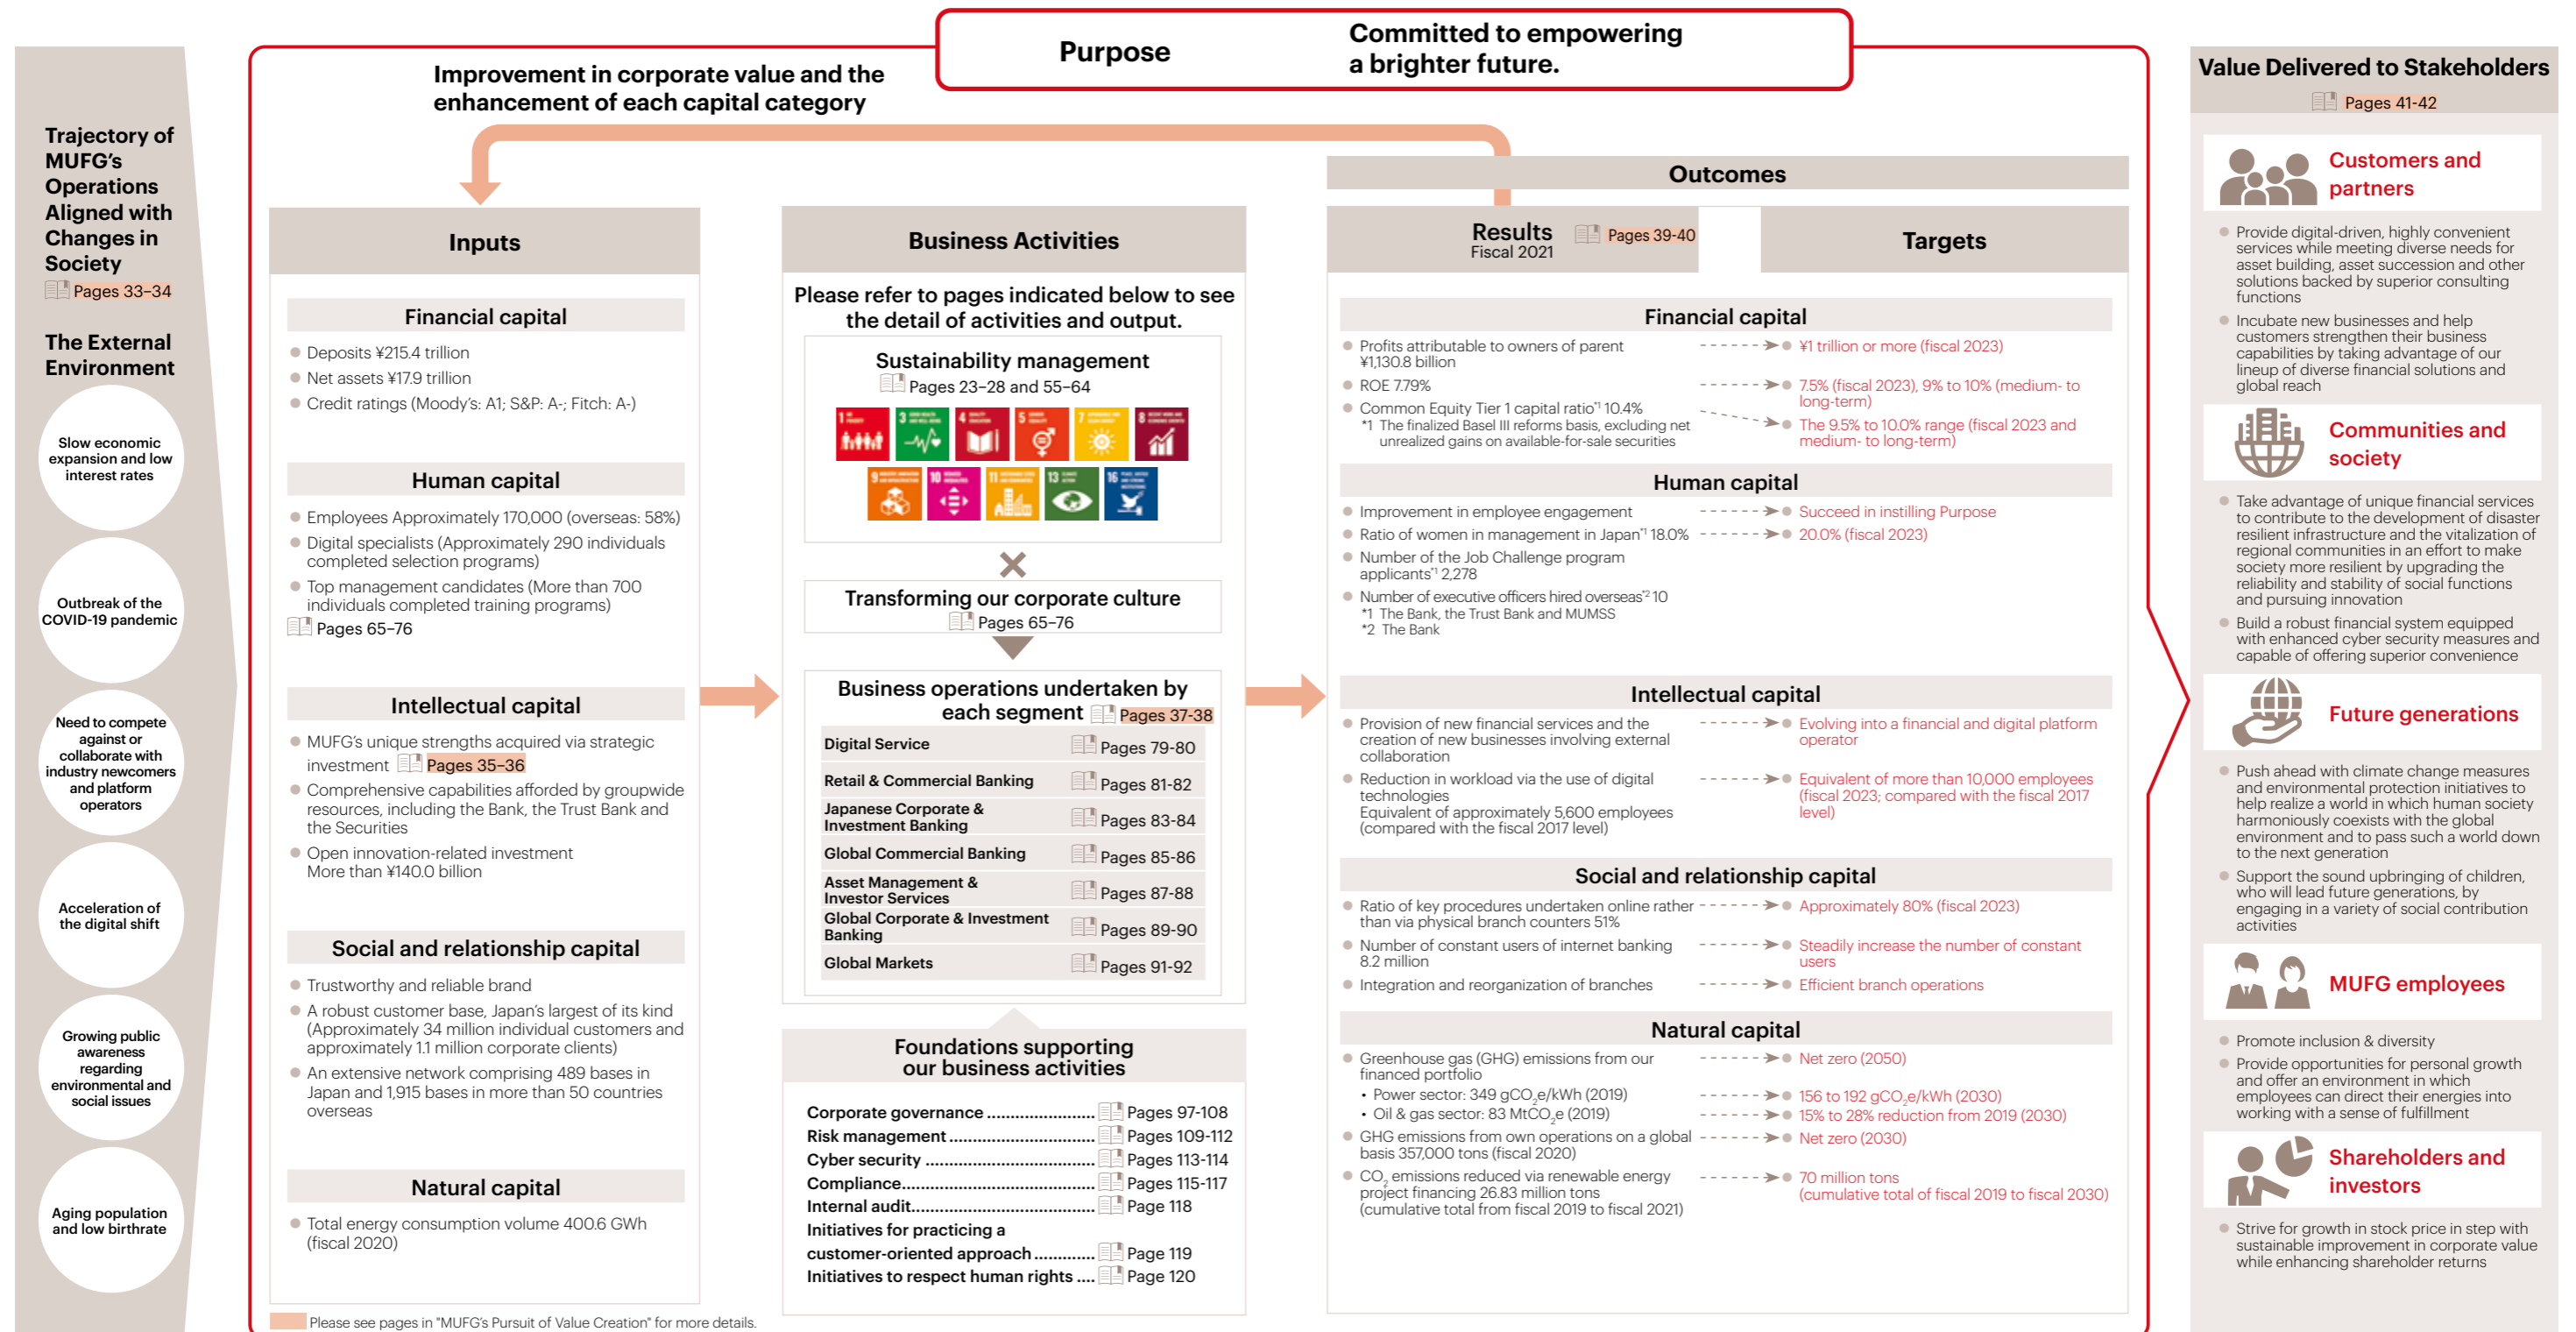 Purpose
Committed to empowering
a brighter future.
Improvement in corporate value and the
enhancement of each capital category
Trajectory of
MUFG's
Operations
Aligned with
Changes in
Society
Pages 33–34
The External
Environment
Slow economic
expansion and low
interest rates
Outbreak of the
COVID-19 pandemic
Need to compete
against or
collaborate with
industry newcomers
and platform
operators
Acceleration of
the digital shift
Growing public
awareness
regarding
environmental and
social issues
Aging population
and low birthrate
Inputs
Financial capital
Deposits ¥215.4 trillion
Net assets ¥17.9 trillion
Credit ratings (Moody's: A1; S&P: A-; Fitch: A-)
Human capital
Employees Approximately 170,000 (overseas: 58%)
Digital specialists (Approximately 290 individuals
completed selection programs)
Top management candidates (More than 700
individuals completed training programs)
Pages 65–76
Intellectual capital
MUFG's unique strengths acquired via strategic
investment Pages 35–36
Comprehensive capabilities afforded by groupwide
resources, including the Bank, the Trust Bank and
the Securities
Open innovation-related investment
More than ¥140.0 billion
Social and relationship capital
Trustworthy and reliable brand
A robust customer base, Japan's largest of its kind
(Approximately 34 million individual customers and
approximately 1.1 million corporate clients)
An extensive network comprising 489 bases in
Japan and 1,915 bases in more than 50 countries
overseas
Natural capital
Total energy consumption volume 400.6 GWh
(fiscal 2020)
Please see pages in "MUFG's Pursuit of Value Creation" for more details.
Business Activities
Please refer to pages indicated below to see
the detail of activities and output.
Sustainability management
Pages 23–28 and 55–64
1 3 4 5 7 8
9 10 11 13 16
Transforming our corporate culture
Pages 65–76
Business operations undertaken by
each segment Pages 37-38
Digital Service Pages 79-80
Retail & Commercial Banking Pages 81-82
Japanese Corporate &
Investment Banking Pages 83-84
Global Commercial Banking Pages 85-86
Asset Management &
Investor Services Pages 87-88
Global Corporate & Investment
Banking Pages 89-90
Global Markets Pages 91-92
Foundations supporting
our business activities
Corporate governance ....................... Pages 97-108
Risk management ............................... Pages 109-112
Cyber security .................................... Pages 113-114
Compliance......................................... Pages 115-117
Internal audit....................................... Page 118
Initiatives for practicing a
customer-oriented approach ............. Page 119
Initiatives to respect human rights .... Page 120
Outcomes
Results
Fiscal 2021
Pages 39-40
Targets
Financial capital
Profits attributable to owners of parent
¥1,130.8 billion
¥1 trillion or more (fiscal 2023)
ROE 7.79%
7.5% (fiscal 2023), 9% to 10% (medium- to
long-term)
Common Equity Tier 1 capital ratio*1 10.4%
*1 The finalized Basel III reforms basis, excluding net
unrealized gains on available-for-sale securities
The 9.5% to 10.0% range (fiscal 2023 and
medium- to long-term)
Human capital
Improvement in employee engagement
Succeed in instilling Purpose
Ratio of women in management in Japan*1 18.0%
20.0% (fiscal 2023)
Number of the Job Challenge program
applicants*1 2,278
Number of executive officers hired overseas*2 10
*1 The Bank, the Trust Bank and MUMSS
*2 The Bank
Intellectual capital
Provision of new financial services and the
creation of new businesses involving external
collaboration
Evolving into a financial and digital platform
operator
Reduction in workload via the use of digital
technologies
Equivalent of approximately 5,600 employees
(compared with the fiscal 2017 level)
Equivalent of more than 10,000 employees
(fiscal 2023; compared with the fiscal 2017
level)
Social and relationship capital
Ratio of key procedures undertaken online rather
than via physical branch counters 51%
Approximately 80% (fiscal 2023)
Number of constant users of internet banking
8.2 million
Steadily increase the number of constant
users
Integration and reorganization of branches
Efficient branch operations
Natural capital
Greenhouse gas (GHG) emissions from our
financed portfolio
Net zero (2050)
• Power sector: 349 gCO2e/kWh (2019)
156 to 192 gCO2e/kWh (2030)
• Oil & gas sector: 83 MtCO2e (2019)
15% to 28% reduction from 2019 (2030)
GHG emissions from own operations on a global
basis 357,000 tons (fiscal 2020)
Net zero (2030)
CO2 emissions reduced via renewable energy
project financing 26.83 million tons
(cumulative total from fiscal 2019 to fiscal 2021)
70 million tons
(cumulative total of fiscal 2019 to fiscal 2030)
Value Delivered to Stakeholders
Pages 41-42
Customers and
partners
Provide digital-driven, highly convenient
services while meeting diverse needs for
asset building, asset succession and other
solutions backed by superior consulting
functions
Incubate new businesses and help
customers strengthen their business
capabilities by taking advantage of our
lineup of diverse financial solutions and
global reach
Communities and
society
Take advantage of unique financial services
to contribute to the development of disaster
resilient infrastructure and the vitalization of
regional communities in an effort to make
society more resilient by upgrading the
reliability and stability of social functions
and pursuing innovation
Build a robust financial system equipped
with enhanced cyber security measures and
capable of offering superior convenience
Future generations
Push ahead with climate change measures
and environmental protection initiatives to
help realize a world in which human society
harmoniously coexists with the global
environment and to pass such a world down
to the next generation
Support the sound upbringing of children,
who will lead future generations, by
engaging in a variety of social contribution
activities
MUFG employees
Promote inclusion & diversity
Provide opportunities for personal growth
and offer an environment in which
employees can direct their energies into
working with a sense of fulfillment
Shareholders and
investors
Strive for growth in stock price in step with
sustainable improvement in corporate value
while enhancing shareholder returns